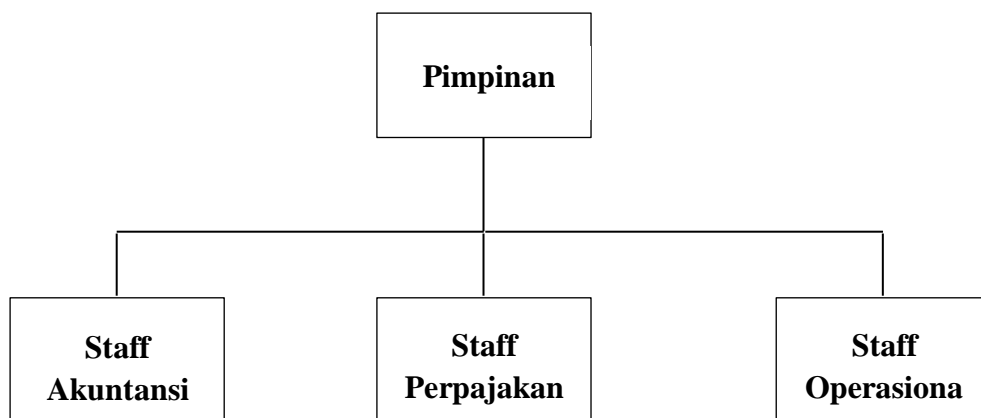 Pimpinan
Staff
Akuntansi
Staff
Perpajakan
Staff
Operasiona